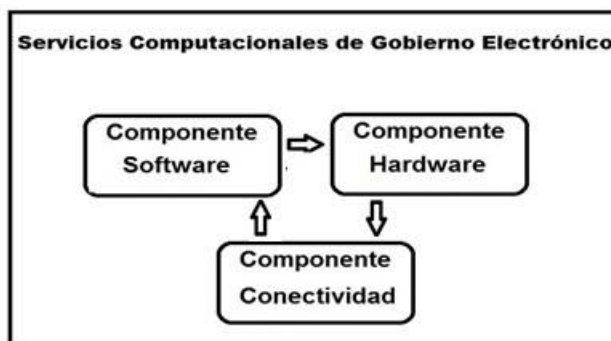 Servicios Computacionales de Gobierno Electrónico
Componente
Software
Componente
Hardware
Componente
Conectividad